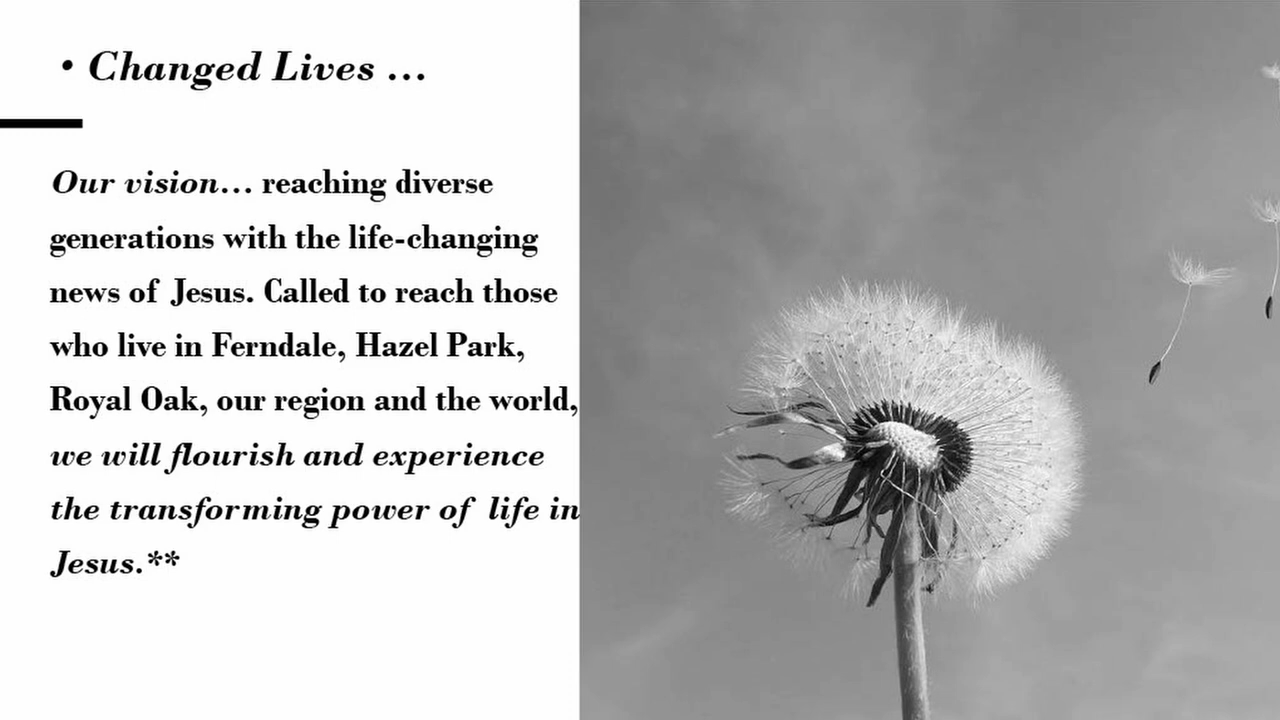 • Changed Lives …
Our vision… reaching diverse
generations with the life-changing
news of Jesus. Called to reach those
who live in Ferndale, Hazel Park,
Royal Oak, our region and the world,
we will flourish and experience
the transforming power of life in
Jesus.**